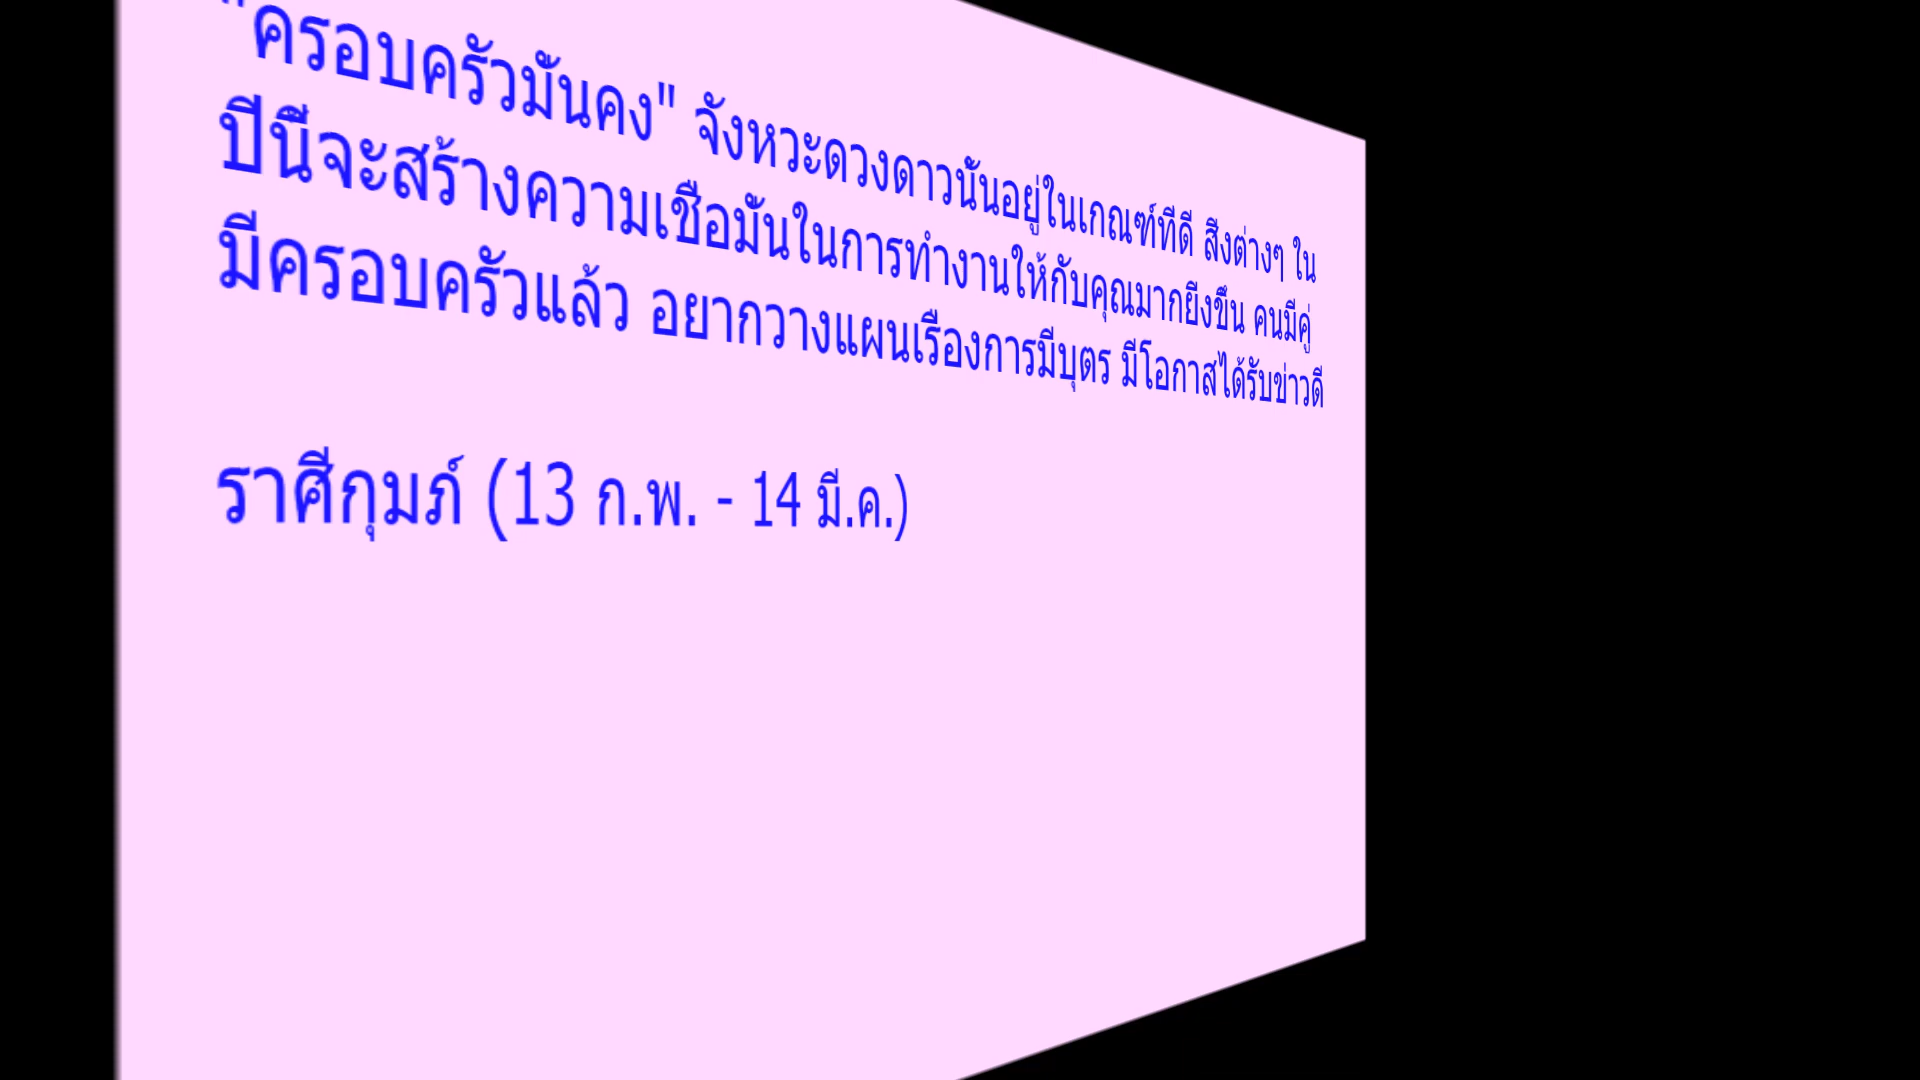 "ครอบครัวมั่นคง" จังหวะดวงดาวนั้นอยู่ในเกณฑ์ที่ดี สิ่งต่างๆ ใน
ปีนี้จะสร้างความเชื่อมั่นในการทำงานให้กับคุณมากยิ่งขึ้น คนมีคู่
มีครอบครัวแล้ว อยากวางแผนเรื่องการมีบุตร มีโอกาสได้รับข่าวดี
ราศีกุมภ์ (13 ก.พ. - 14 มี.ค.)